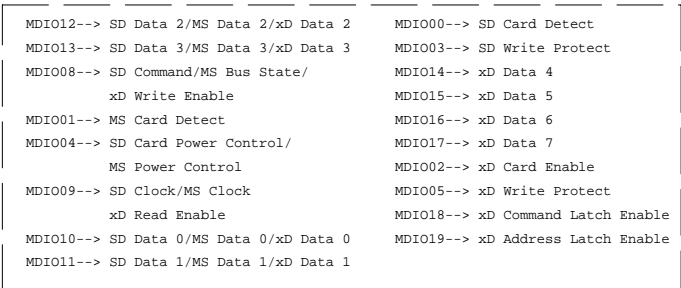 MDIO12--> SD Data 2/MS Data 2/xD Data 2
MDIO13--> SD Data 3/MS Data 3/xD Data 3
MDIO08--> SD Command/MS Bus State/
xD Write Enable
MDIO01--> MS Card Detect
MDIO04--> SD Card Power Control/
MS Power Control
MDIO09--> SD Clock/MS Clock
xD Read Enable
MDIO10--> SD Data 0/MS Data 0/xD Data 0
MDIO11--> SD Data 1/MS Data 1/xD Data 1
MDIO00--> SD Card Detect
MDIO03--> SD Write Protect
MDIO14--> xD Data 4
MDIO15--> xD Data 5
MDIO16--> xD Data 6
MDIO17--> xD Data 7
MDIO02--> xD Card Enable
MDIO05--> xD Write Protect
MDIO18--> xD Command Latch Enable
MDIO19--> xD Address Latch Enable